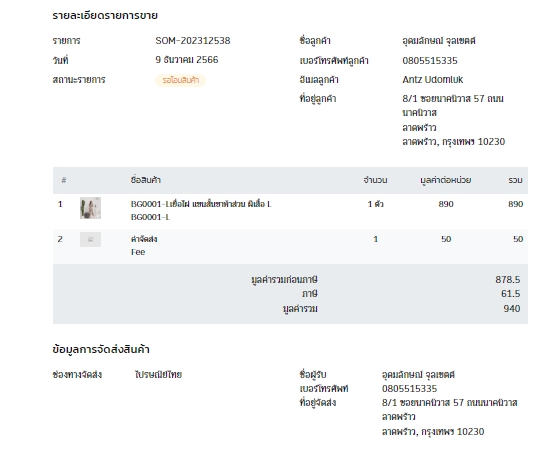 รายละเอียดรายการขาย
รายการ SOM-202312538 ชื่อลูกค้า อุดมลักษณ์ จุลเขตต์
วันที่ 9 ธันวาคม 2566 เบอร์โทรศัพท์ลูกค้า 0805515335
สถานะรายการ รอโอนสินค้า อีเมลลูกค้า Antz Udomluk
ที่อยู่ลูกค้า 8/1 ซอยนาคนิวาส 57 ถนน
นาคนิวาส
ลาดพร้าว
ลาดพร้าว, กรุงเทพฯ 10230
# ชื่อสินค้า จำนวน มูลค่าต่อหน่วย รวม
1 BG0001-Lเยื่อไผ่ แขนสั้นขาห้าส่วน ผีเสื้อ L 1 ตัว 890 890
BG0001-L
2 ค่าจัดส่ง 1 50 50
Fee
มูลค่ารวมก่อนภาษี 878.5
ภาษี 61.5
มูลค่ารวม 940
ข้อมูลการจัดส่งสินค้า
ช่องทางจัดส่ง ไปรษณีย์ไทย ชื่อผู้รับ อุดมลักษณ์ จุลเขตต์
เบอร์โทรศัพท์ 0805515335
ที่อยู่จัดส่ง 8/1 ซอยนาคนิวาส 57 ถนนนาคนิวาส
ลาดพร้าว
ลาดพร้าว, กรุงเทพฯ 10230